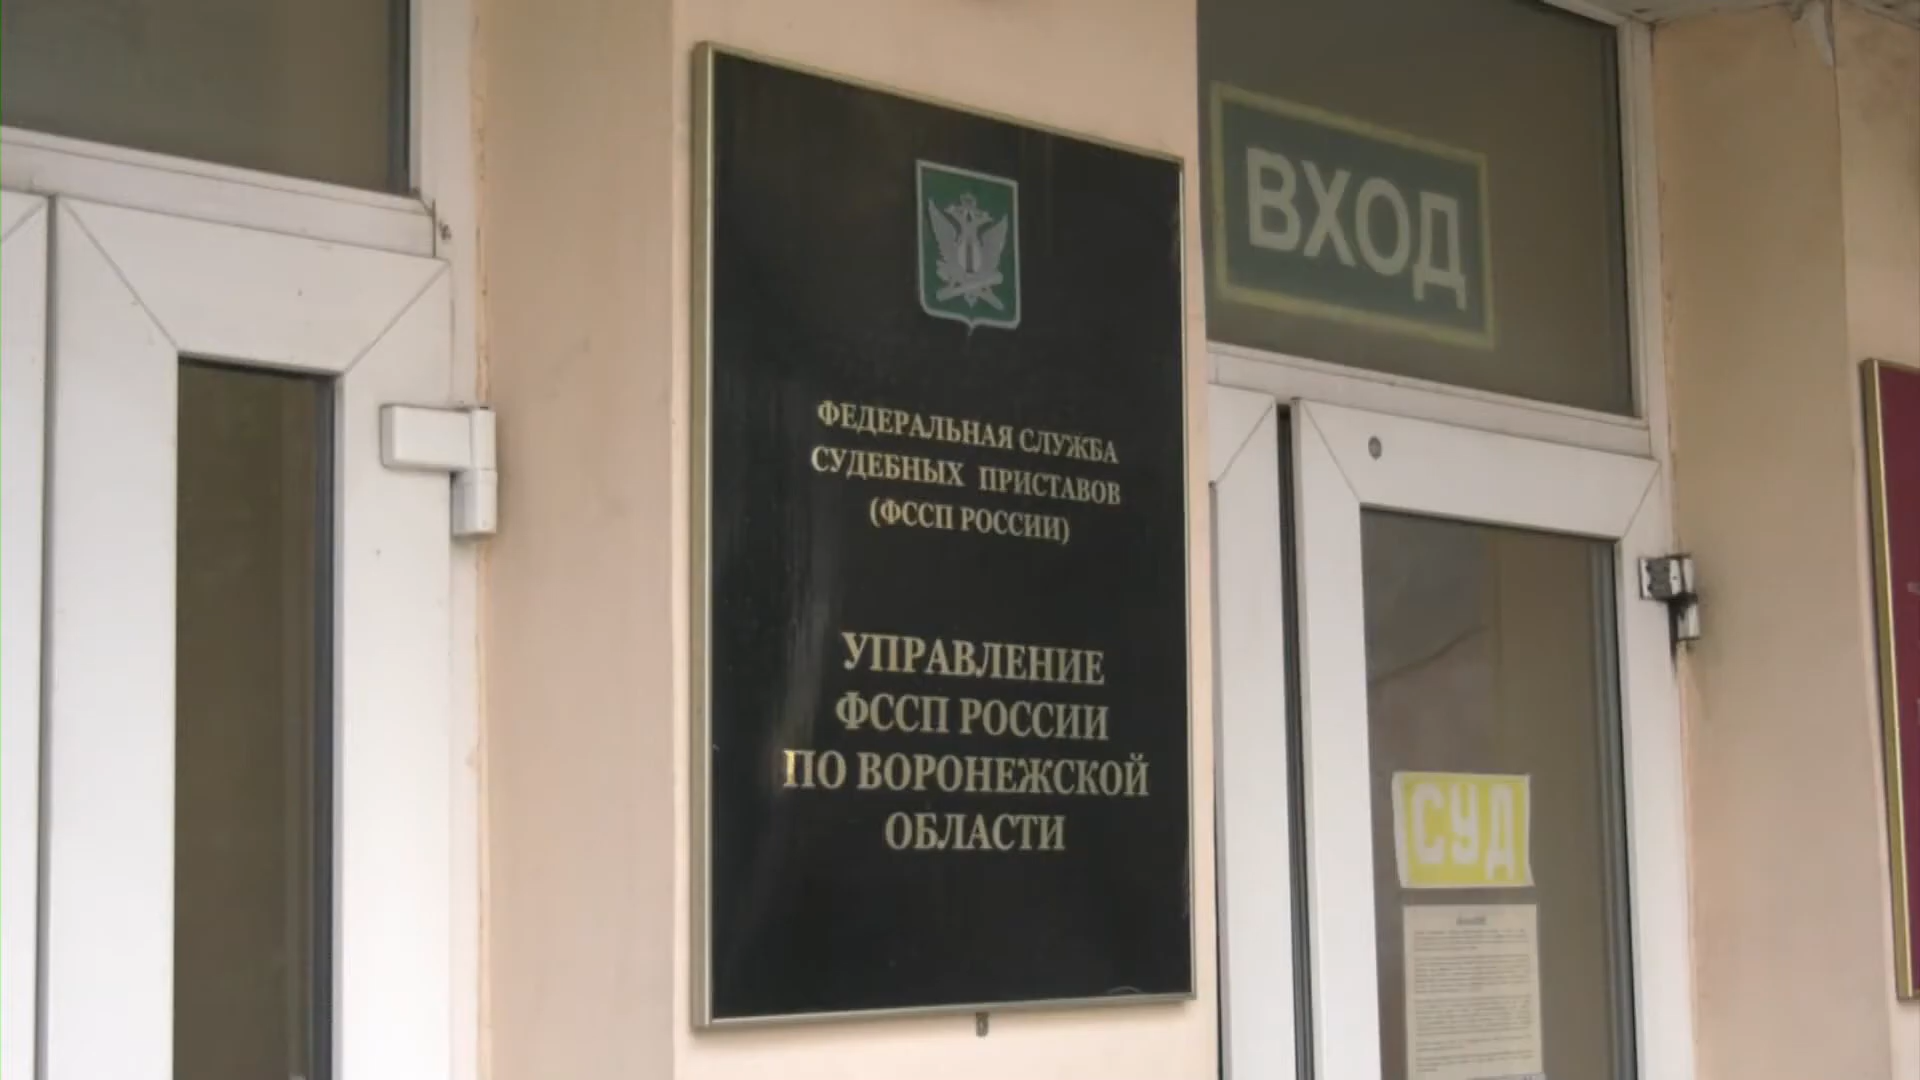 ФЕДЕРАЛЬНАЯ СЛУЖБА
СУДЕБНЫХ ПРИСТАВОВ
(ФССП РОССИИ)
УПРАВЛЕНИЕ
ФССП РОССИИ
ПО ВОРОНЕЖСКОЙ
ОБЛАСТИ
ВХОД
СУД